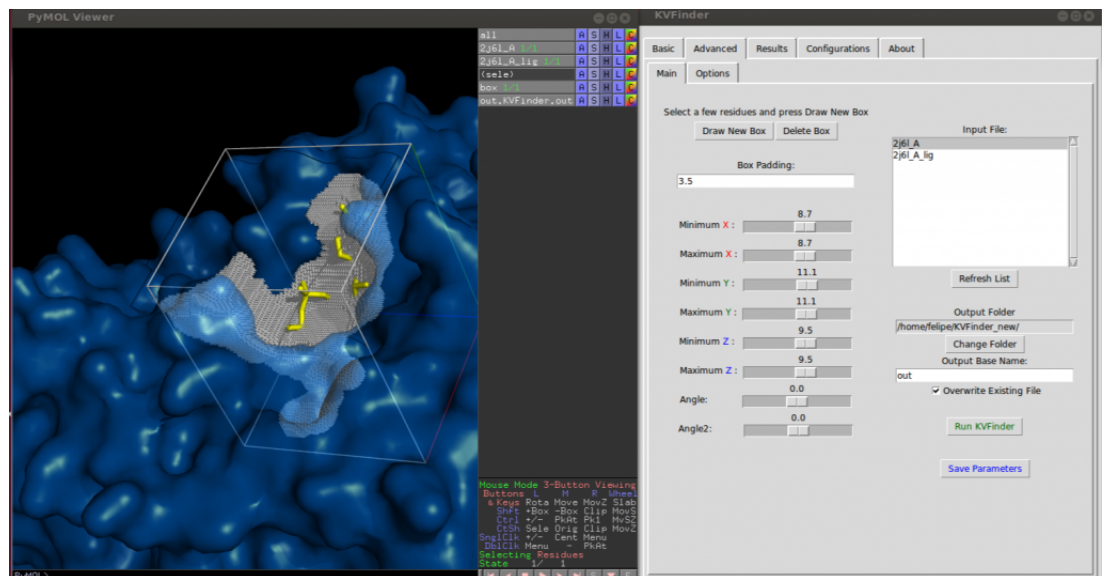 PyMOL Viewer
all A S H L C
2j6l_A 1/1 A S H L C
2j6l_A_lig 1/1 A S H L C
(sele) A S H L C
box 1/1 A S H L C
out.KVFinder.out A S H L C
Mouse Mode 3-Button Viewing
Buttons L M R Wheel
& Keys Rota Move MovZ Slab
Shft +Box -Box Clip MovS
Ctrl +/- PkAt Pk1 MvSZ
CtSh Sele Orig Clip MovZ
SnglClk +/- Cent Menu
DblClk Menu - PkAt
Selecting Residues
State 1/ 1
KVFinder
Basic Advanced Results Configurations About
Main Options
Select a few residues and press Draw New Box
Draw New Box Delete Box
Box Padding:
3.5
8.7
Minimum X :
8.7
Maximum X :
11.1
Minimum Y :
11.1
Maximum Y :
9.5
Minimum Z :
9.5
Maximum Z :
0.0
Angle:
0.0
Angle2:
Input File:
2j6l_A
2j6l_A_lig
Refresh List
Output Folder
/home/felipe/KVFinder_new/
Change Folder
Output Base Name:
out
Overwrite Existing File
Run KVFinder
Save Parameters